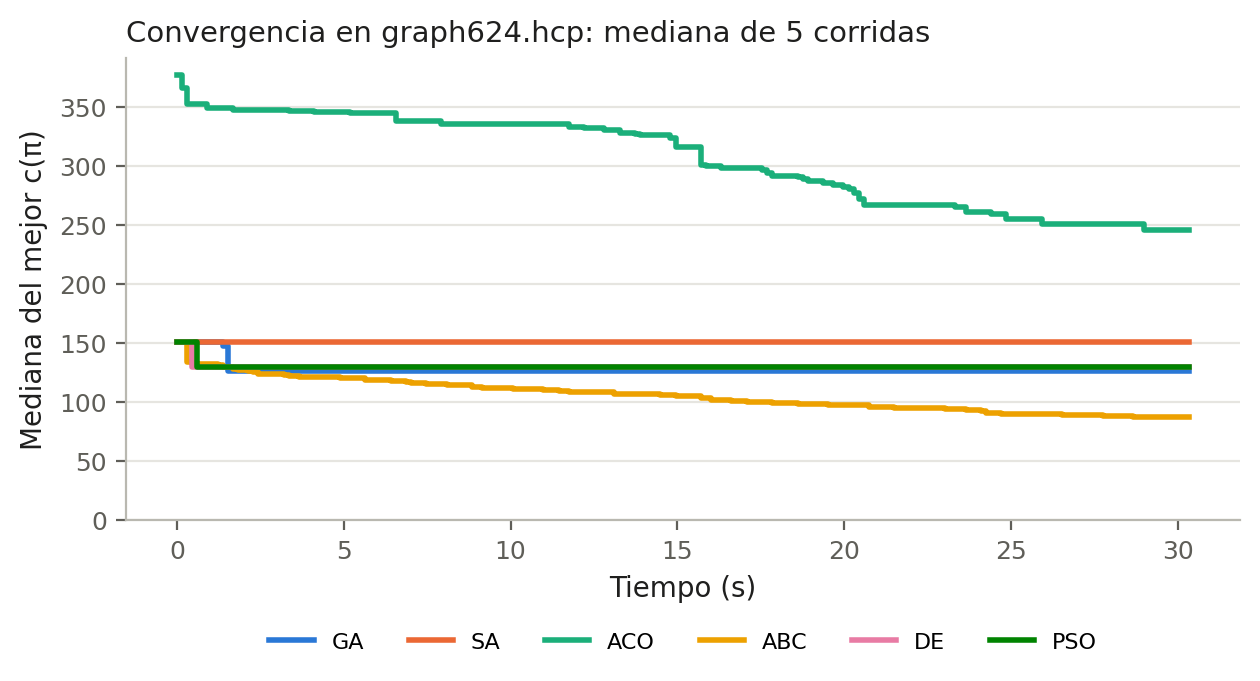 Convergencia en graph624.hcp: mediana de 5 corridas
Mediana del mejor c(π)
350
300
250
200
150
100
50
0
0 5 10 15 20 25 30
Tiempo (s)
GA SA ACO ABC DE PSO